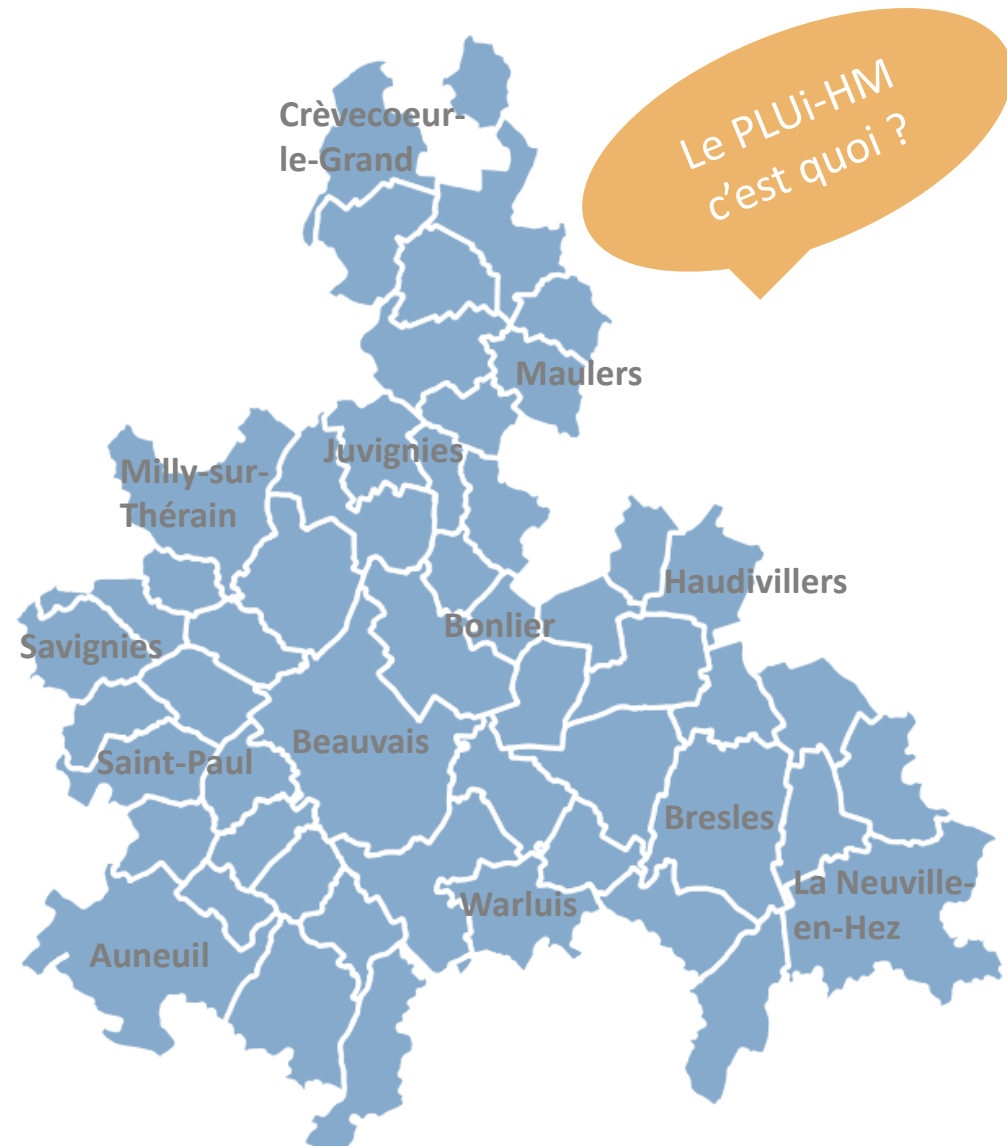 Le PLUi-HM
c'est quoi ?
Crèvecoeur-
le-Grand
Maulers
Juvignies
Milly-sur-
Thérain
Haudivillers
Bonlier
Savignies
Beauvais
Saint-Paul
Bresles
La Neuville-
en-Hez
Warluis
Auneuil